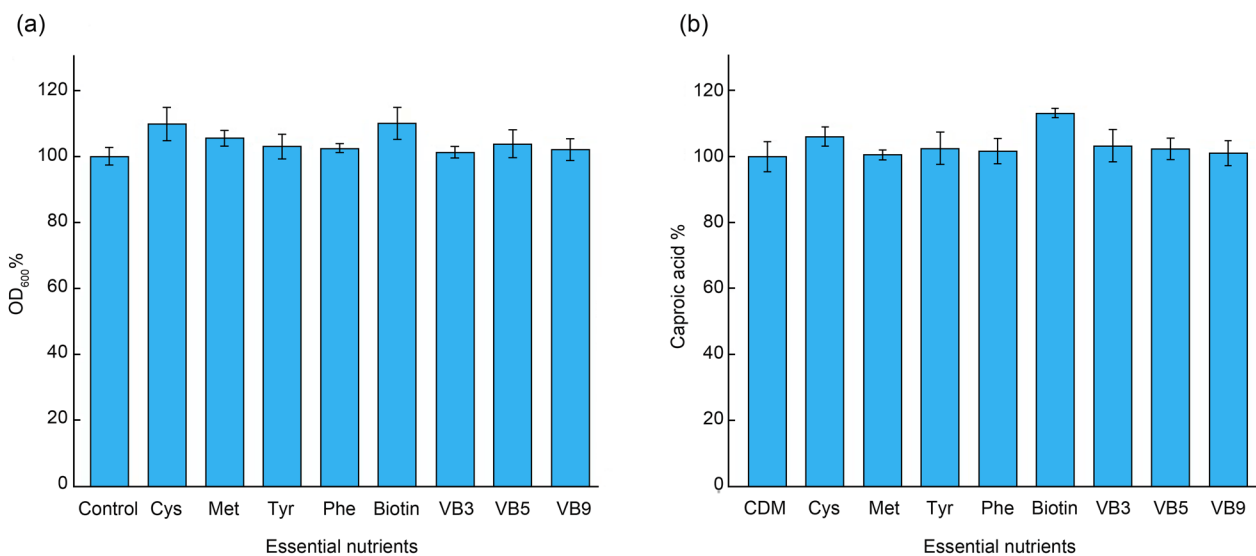 (a)
120
100
80
60
40
20
0
OD600%
Control Cys Met Tyr Phe Biotin VB3 VB5 VB9
Essential nutrients
(b)
120
100
80
60
40
20
0
Caproic acid %
CDM Cys Met Tyr Phe Biotin VB3 VB5 VB9
Essential nutrients